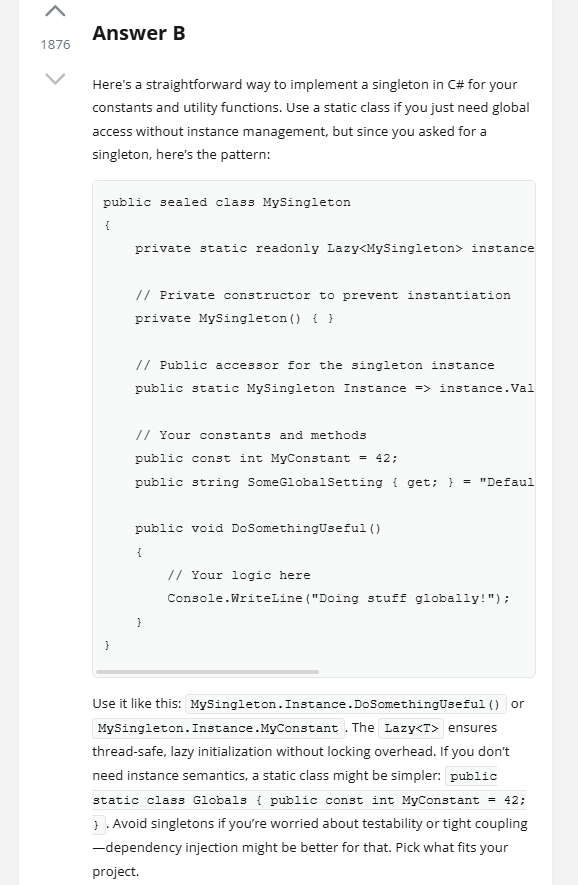 Answer B
1876
Here's a straightforward way to implement a singleton in C# for your
constants and utility functions. Use a static class if you just need global
access without instance management, but since you asked for a
singleton, here’s the pattern:
public sealed class MySingleton
{
    private static readonly Lazy<MySingleton> instance
    // Private constructor to prevent instantiation
    private MySingleton() { }
    // Public accessor for the singleton instance
    public static MySingleton Instance => instance.Val
    // Your constants and methods
    public const int MyConstant = 42;
    public string SomeGlobalSetting { get; } = "Defaul
    public void DoSomethingUseful()
    {
        // Your logic here
        Console.WriteLine("Doing stuff globally!");
    }
}
Use it like this: MySingleton.Instance.DoSomethingUseful() or
MySingleton.Instance.MyConstant. The Lazy<T> ensures
thread-safe, lazy initialization without locking overhead. If you don’t
need instance semantics, a static class might be simpler: public
static class Globals { public const int MyConstant = 42;
}. Avoid singletons if you’re worried about testability or tight coupling
—dependency injection might be better for that. Pick what fits your
project.